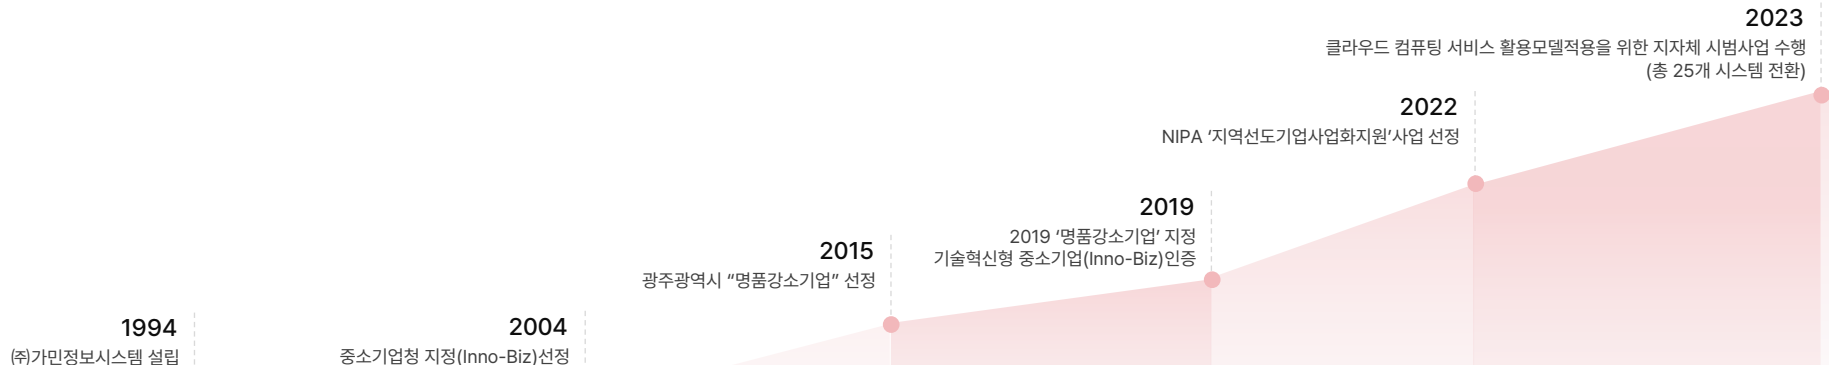 1994
㈜가민정보시스템 설립
2004
중소기업청 지정(Inno-Biz)선정
2015
광주광역시 “명품강소기업” 선정
2019
2019 ‘명품강소기업’ 지정
기술혁신형 중소기업(Inno-Biz)인증
2022
NIPA ‘지역선도기업사업화지원’사업 선정
2023
클라우드 컴퓨팅 서비스 활용모델적용을 위한 지자체 시범사업 수행
(총 25개 시스템 전환)